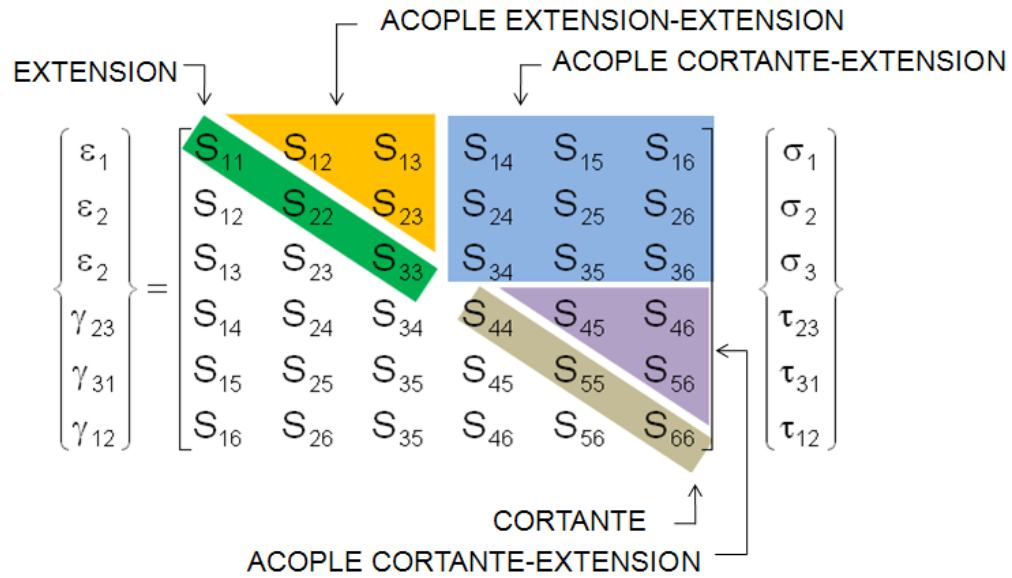 ACOPLE EXTENSION-EXTENSION
ACOPLE CORTANTE-EXTENSION
EXTENSION
ε₁ S₁₁ S₁₂ S₁₃ S₁₄ S₁₅ S₁₆ σ₁
ε₂ S₁₂ S₂₂ S₂₃ S₂₄ S₂₅ S₂₆ σ₂
ε₂ S₁₃ S₂₃ S₃₃ S₃₄ S₃₅ S₃₆ σ₃
γ₂₃ = S₁₄ S₂₄ S₃₄ S₄₄ S₄₅ S₄₆ τ₂₃
γ₃₁ S₁₅ S₂₅ S₃₅ S₄₅ S₅₅ S₅₆ τ₃₁
γ₁₂ S₁₆ S₂₆ S₃₅ S₄₆ S₅₆ S₆₆ τ₁₂
CORTANTE
ACOPLE CORTANTE-EXTENSION